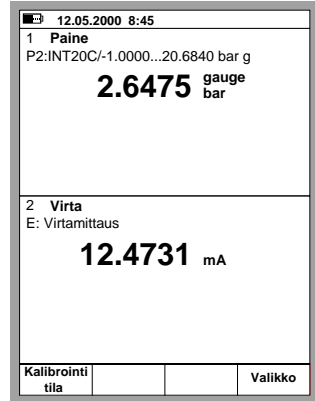 12.05.2000 8:45
1 Paine
P2:INT20C/-1.0000...20.6840 bar g
2.6475 gauge bar
2 Virta
E: Virtamittaus
12.4731 mA
Kalibrointi tila
Valikko